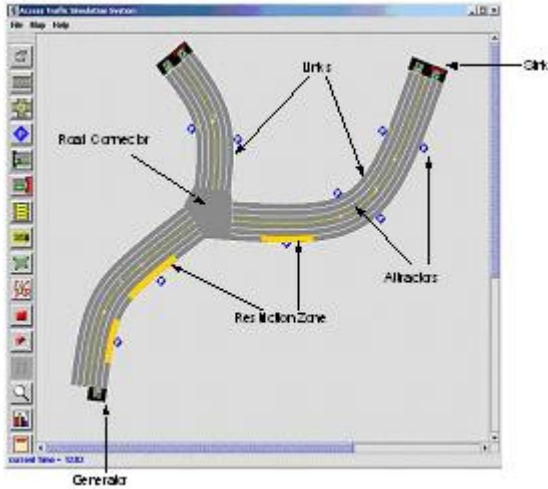 Access Traffic Simulation System
File Map Help
Links
Sink
Road Connector
Attractors
Restriction Zone
current time =
Generator